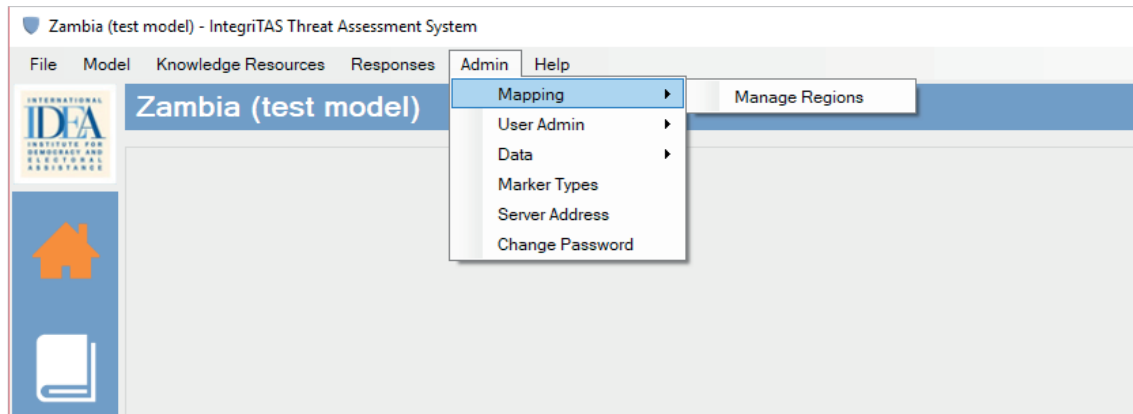 Zambia (test model) - IntegriTAS Threat Assessment System
File Model Knowledge Resources Responses Admin Help
INTERNATIONAL
IDEA
INSTITUTE FOR
DEMOCRACY AND
ELECTORAL
ASSISTANCE
Zambia (test model)
Mapping
Manage Regions
User Admin
Data
Marker Types
Server Address
Change Password